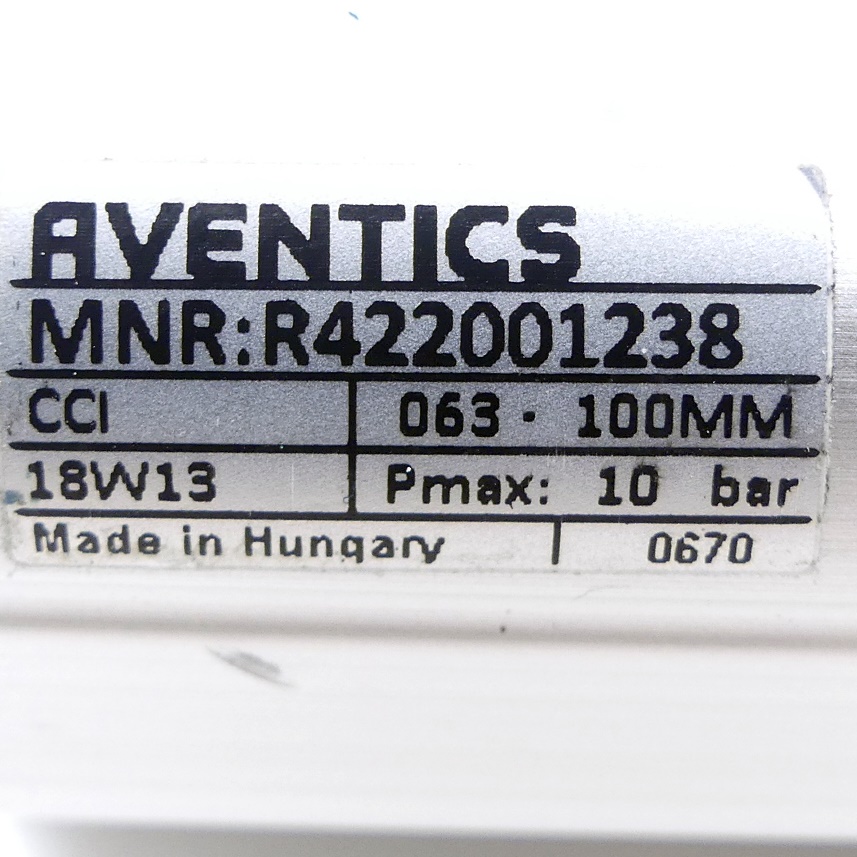 AVENTICS
MNR:R422001238
CCI 063 · 100MM
18W13 Pmax: 10 bar
Made in Hungary 0670